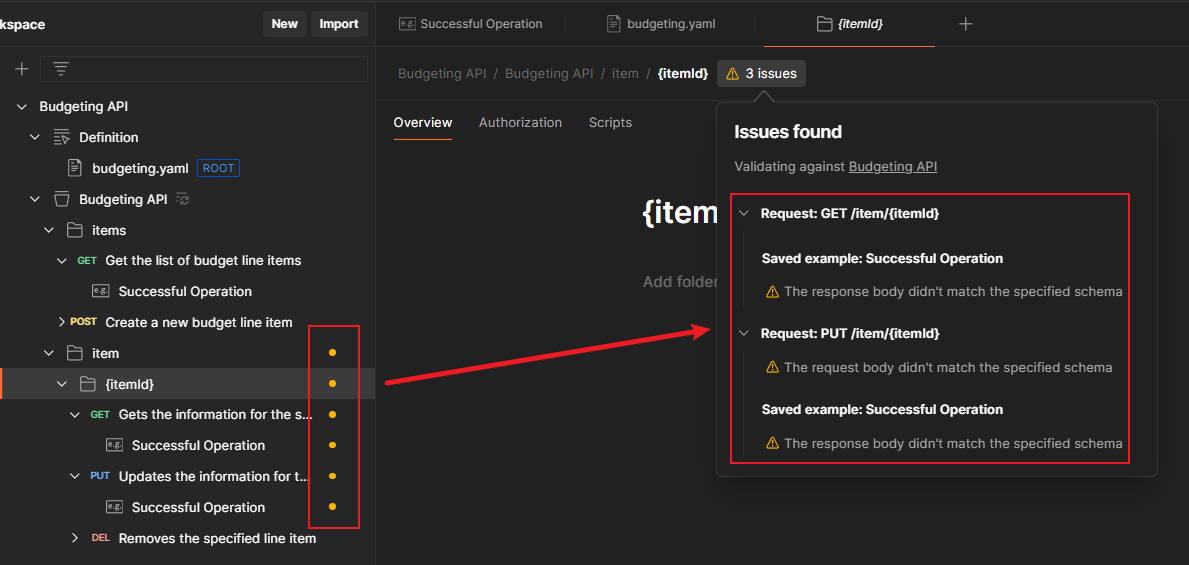 kspace
New
Import
Successful Operation
budgeting.yaml
{itemId}
Budgeting API / Budgeting API / item / {itemId}
3 issues
Budgeting API
Definition
budgeting.yaml
ROOT
Budgeting API
items
GET Get the list of budget line items
e.g. Successful Operation
POST Create a new budget line item
item
{itemId}
GET Gets the information for the s...
e.g. Successful Operation
PUT Updates the information for t...
e.g. Successful Operation
DEL Removes the specified line item
Overview
Authorization
Scripts
{item
Add folder
Issues found
Validating against Budgeting API
Request: GET /item/{itemId}
Saved example: Successful Operation
The response body didn't match the specified schema
Request: PUT /item/{itemId}
The request body didn't match the specified schema
Saved example: Successful Operation
The response body didn't match the specified schema